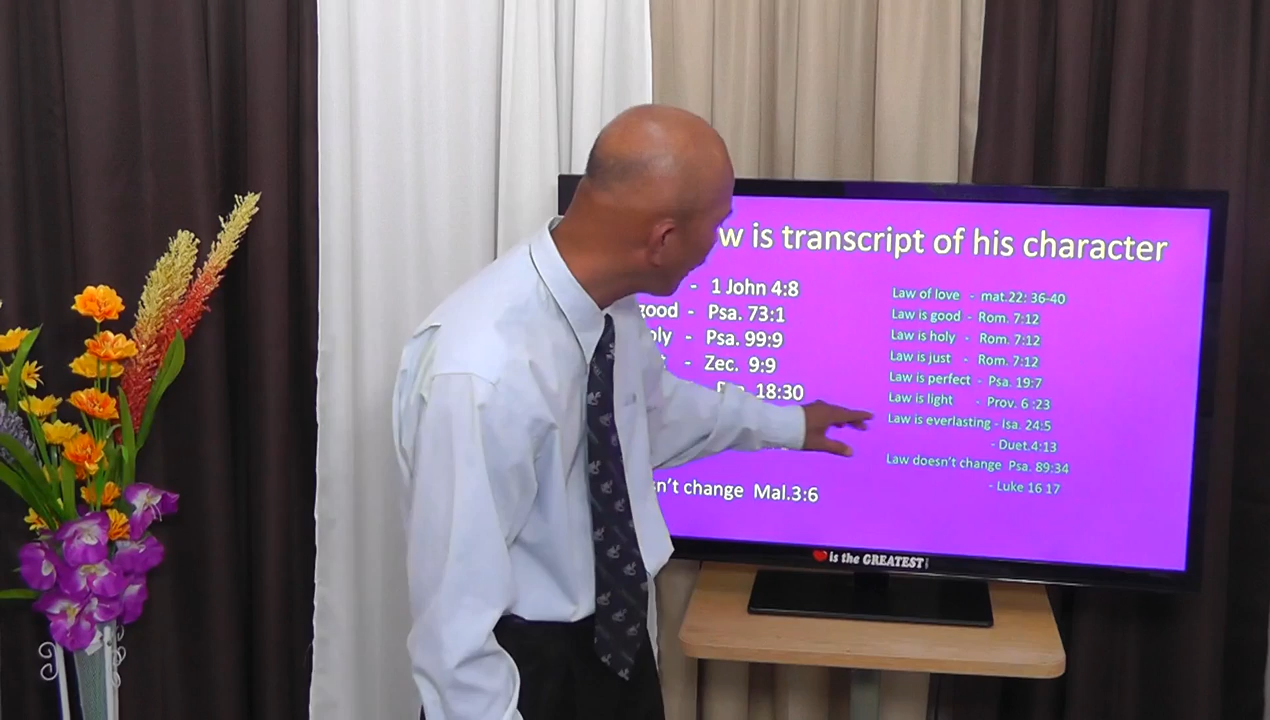 w is transcript of his character
- 1 John 4:8
good - Psa. 73:1
oly - Psa. 99:9
- Zec. 9:9
18:30
sn't change Mal.3:6
Law of love - mat.22: 36-40
Law is good - Rom. 7:12
Law is holy - Rom. 7:12
Law is just - Rom. 7:12
Law is perfect - Psa. 19:7
Law is light - Prov. 6 :23
Law is everlasting - Isa. 24:5
- Duet.4:13
Law doesn't change Psa. 89:34
- Luke 16 17
is the GREATEST!